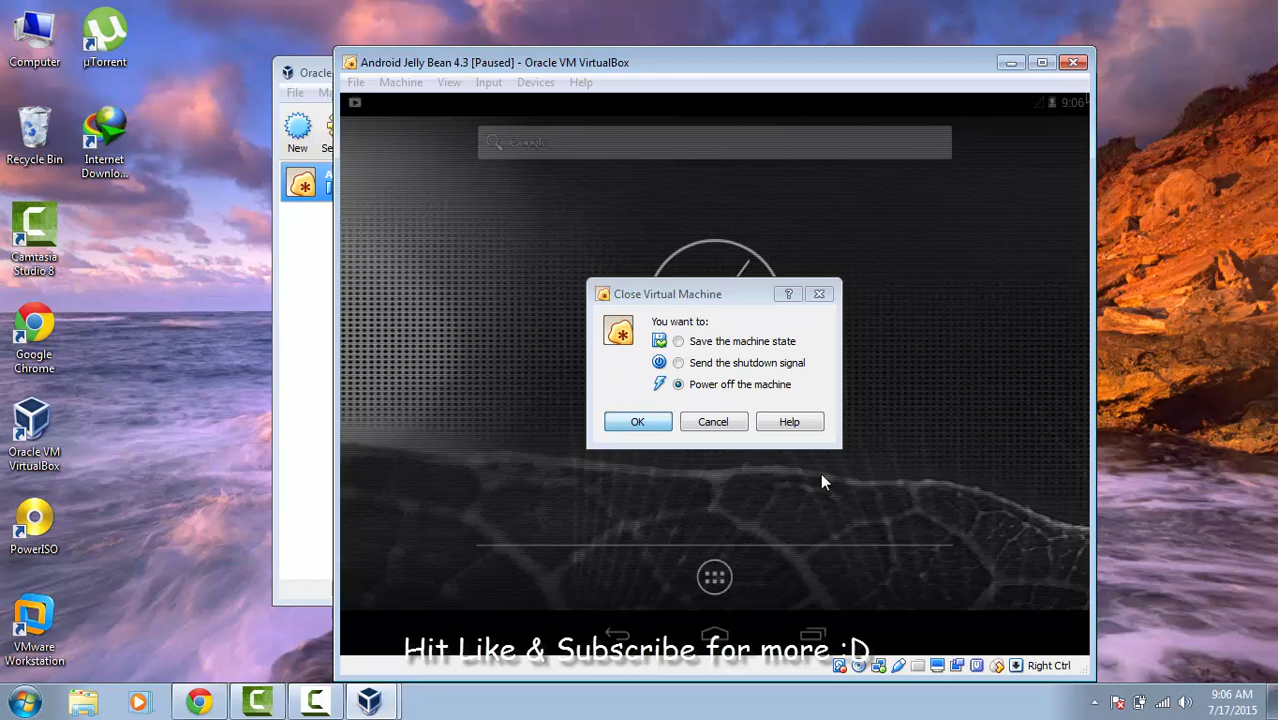 Computer
µTorrent
Recycle Bin
Internet
Downlo...
Camtasia
Studio 8
Google
Chrome
Oracle VM
VirtualBox
PowerISO
VMware
Workstation
Oracle
File
New
Android Jelly Bean 4.3 [Paused] - Oracle VM VirtualBox
File Machine View Input Devices Help
9:06
Google
Close Virtual Machine
You want to:
Save the machine state
Send the shutdown signal
Power off the machine
OK Cancel Help
Hit Like & Subscribe for more :D
Right Ctrl
9:06 AM
7/17/2015